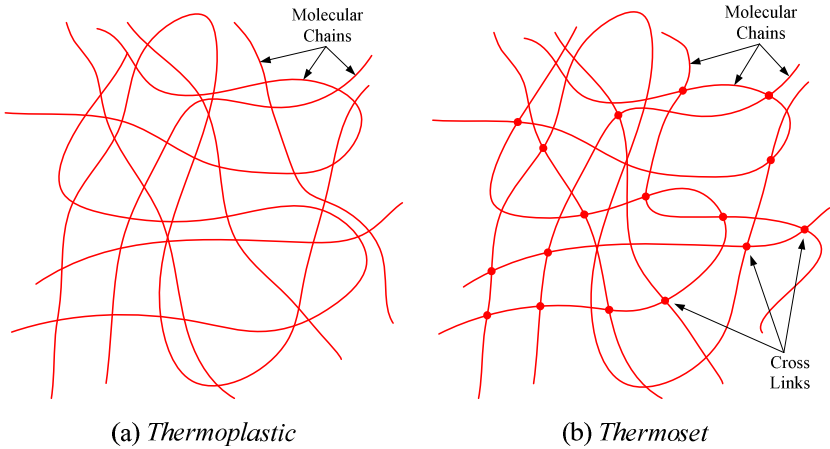 Molecular
Chains
Molecular
Chains
Cross
Links
(a) Thermoplastic
(b) Thermoset